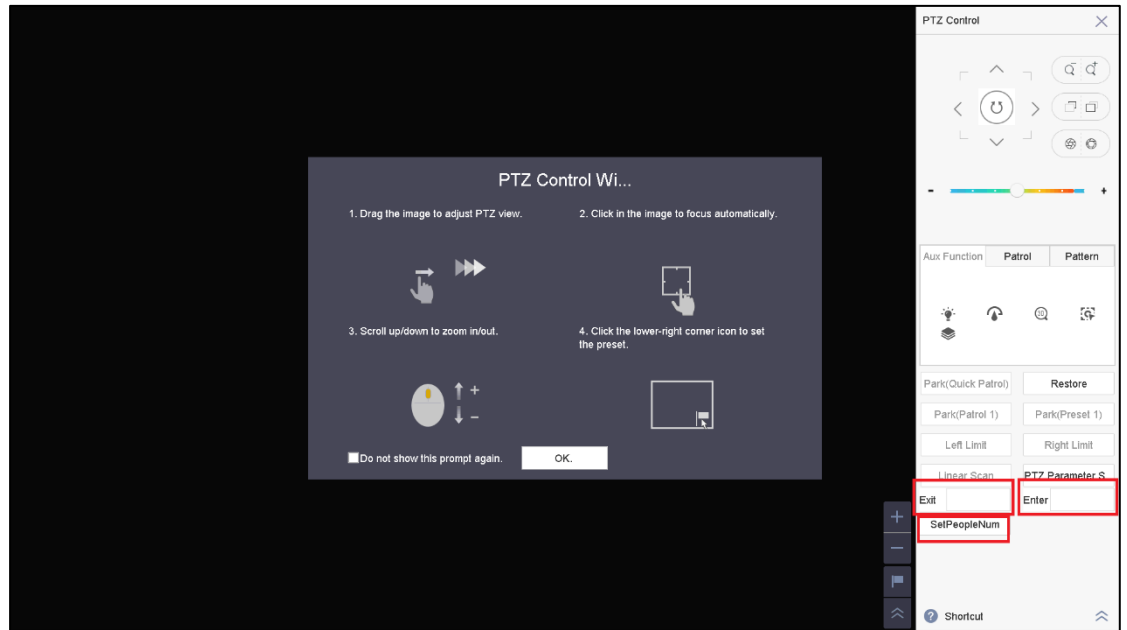 PTZ Control
PTZ Control Wi...
1. Drag the image to adjust PTZ view.
2. Click in the image to focus automatically.
3. Scroll up/down to zoom in/out.
4. Click the lower-right corner icon to set
the preset.
Do not show this prompt again.
OK.
- +
Aux Function Patrol Pattern
3D
Park(Quick Patrol) Restore
Park(Patrol 1) Park(Preset 1)
Left Limit Right Limit
Linear Scan PTZ Parameter S
Exit Enter
SetPeopleNum
? Shortcut